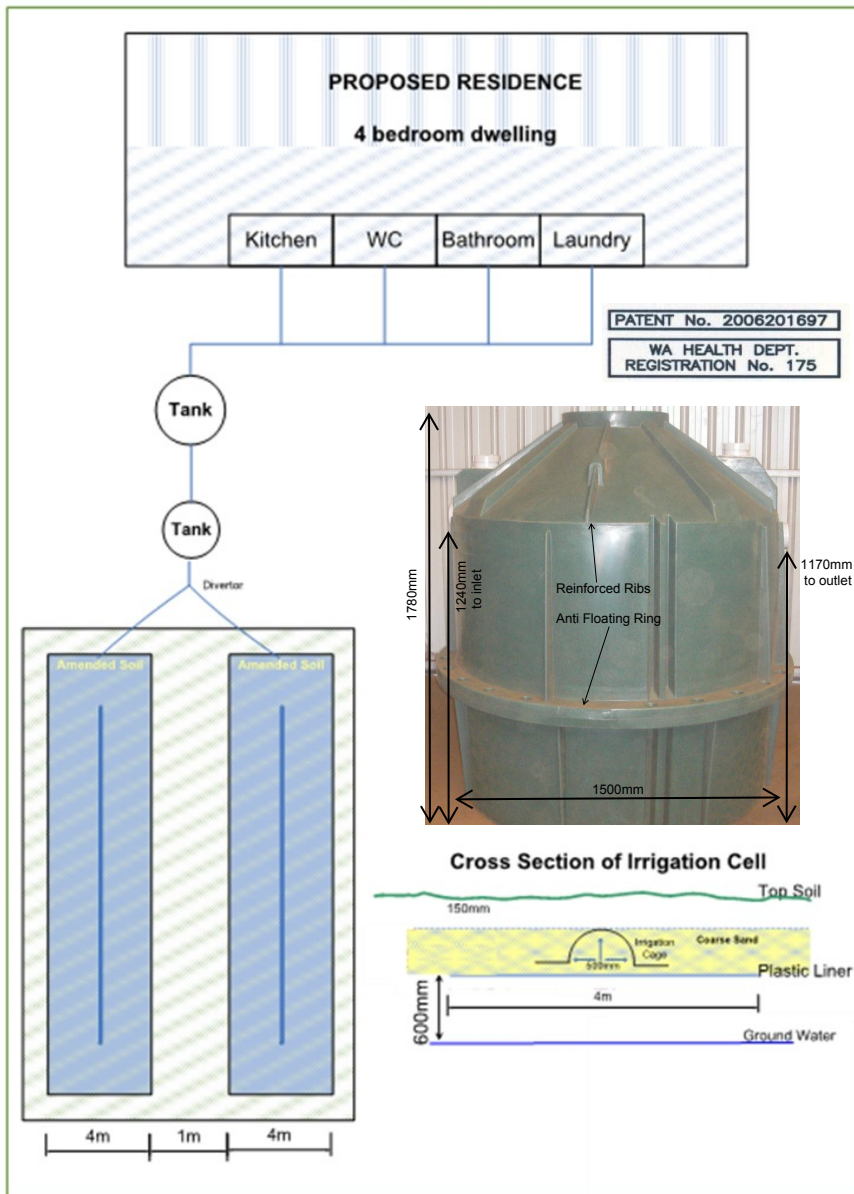 PROPOSED RESIDENCE
4 bedroom dwelling
Kitchen
WC
Bathroom
Laundry
PATENT No. 2006201697
WA HEALTH DEPT.
REGISTRATION No. 175
Tank
Tank
Divertor
Amended Soil
Amended Soil
4m
1m
4m
1780mm
1240mm
to inlet
Reinforced Ribs
Anti Floating Ring
1170mm
to outlet
1500mm
Cross Section of Irrigation Cell
Top Soil
150mm
Irrigation
Cage
Coarse Sand
500mm
Plastic Liner
600mm
4m
Ground Water